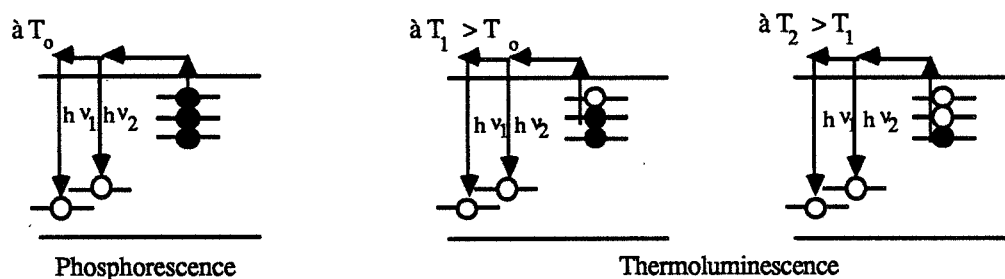 à T₀
à T₁ > T₀
à T₂ > T₁
h ν₁ h ν₂
h ν₁ h ν₂
h ν₁ h ν₂
Phosphorescence
Thermoluminescence